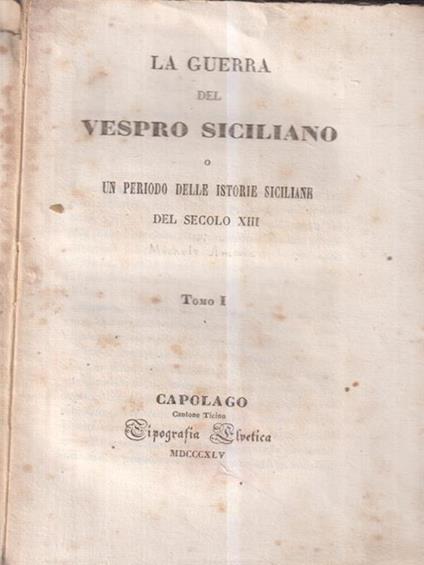 LA GUERRA
DEL
VESPRO SICILIANO
O
UN PERIODO DELLE ISTORIE SICILIANE
DEL SECOLO XIII
Michele Amari
TOMO I
CAPOLAGO
Cantone Ticino
Tipografia Elvetica
MDCCCXLV